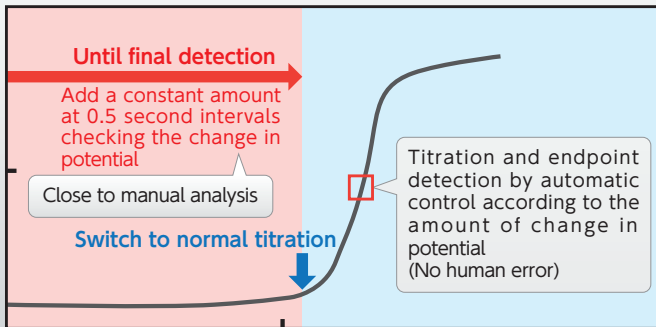 Until final detection
Add a constant amount
at 0.5 second intervals
checking the change in
potential
Close to manual analysis
Switch to normal titration
Titration and endpoint
detection by automatic
control according to the
amount of change in
potential
(No human error)